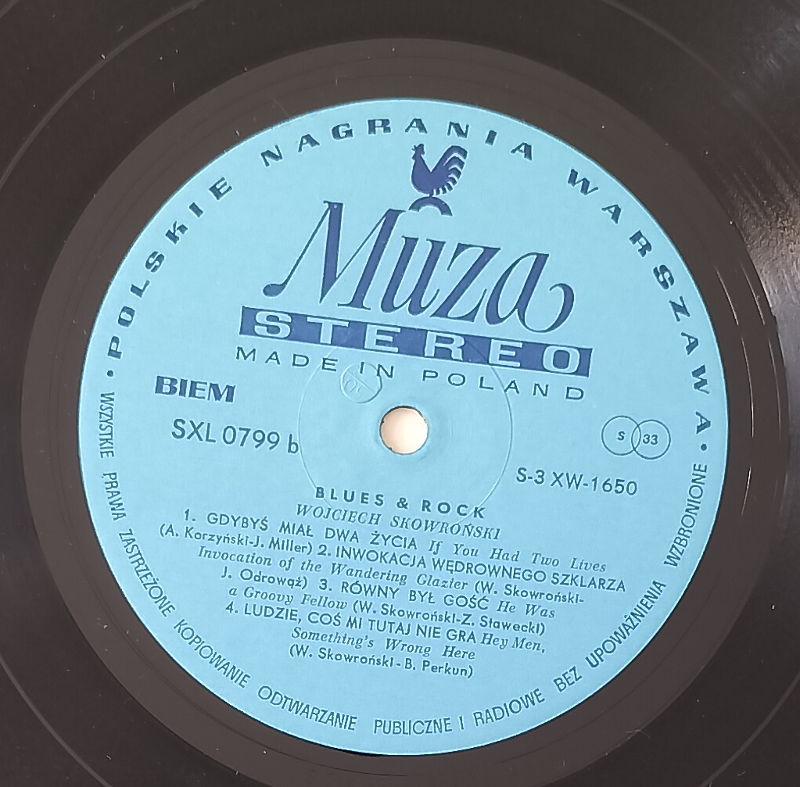 • POLSKIE NAGRANIA WARSZAWA •
Muza
STEREO
MADE IN POLAND
BIEM
SXL 0799 b
S 33
S-3 XW-1650
BLUES & ROCK
WOJCIECH SKOWROŃSKI
1. GDYBYŚ MIAŁ DWA ŻYCIA If You Had Two Lives
(A. Korzyński-J. Miller) 2. INWOKACJA WĘDROWNEGO SZKLARZA
Invocation of the Wandering Glazier (W. Skowroński-
J. Odrowąż) 3. RÓWNY BYŁ GOŚĆ He Was
a Groovy Fellow (W. Skowroński-Z. Sławecki)
4. LUDZIE, COŚ MI TUTAJ NIE GRA Hey Men,
Something's Wrong Here
(W. Skowroński-B. Perkun)
WSZYSTKIE PRAWA ZASTRZEŻONE KOPIOWANIE ODTWARZANIE PUBLICZNE I RADIOWE BEZ UPOWAŻNIENIA WZBRONIONE